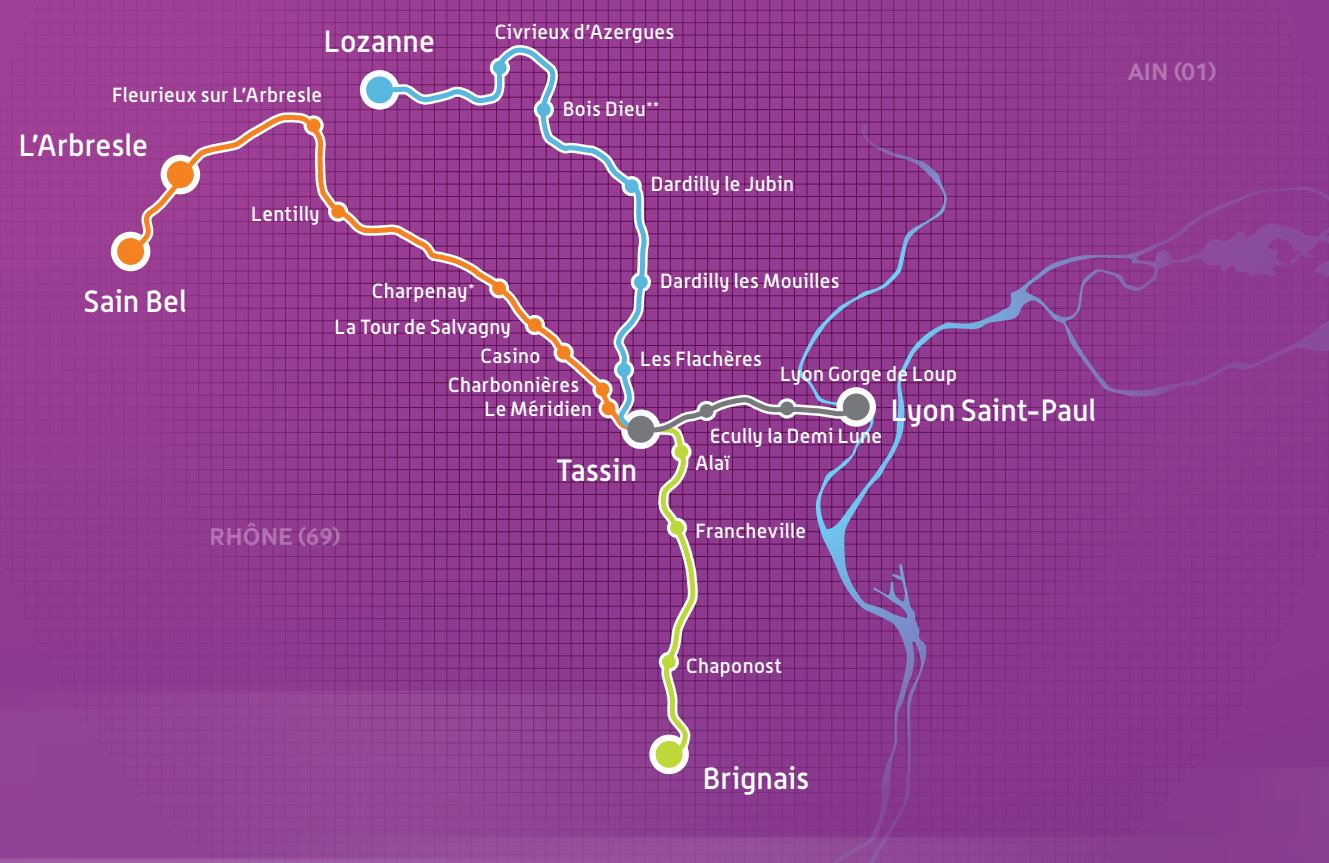 Civrieux d'Azergues
Lozanne
AIN (01)
Fleurieux sur L'Arbresle
Bois Dieu**
L'Arbresle
Dardilly le Jubin
Lentilly
Dardilly les Mouilles
Charpenay*
Sain Bel
La Tour de Salvagny
Casino
Les Flachères
Lyon Gorge de Loup
Charbonnières
Le Méridien
Lyon Saint-Paul
Ecully la Demi Lune
Tassin
Alaï
Francheville
RHÔNE (69)
Chaponost
Brignais